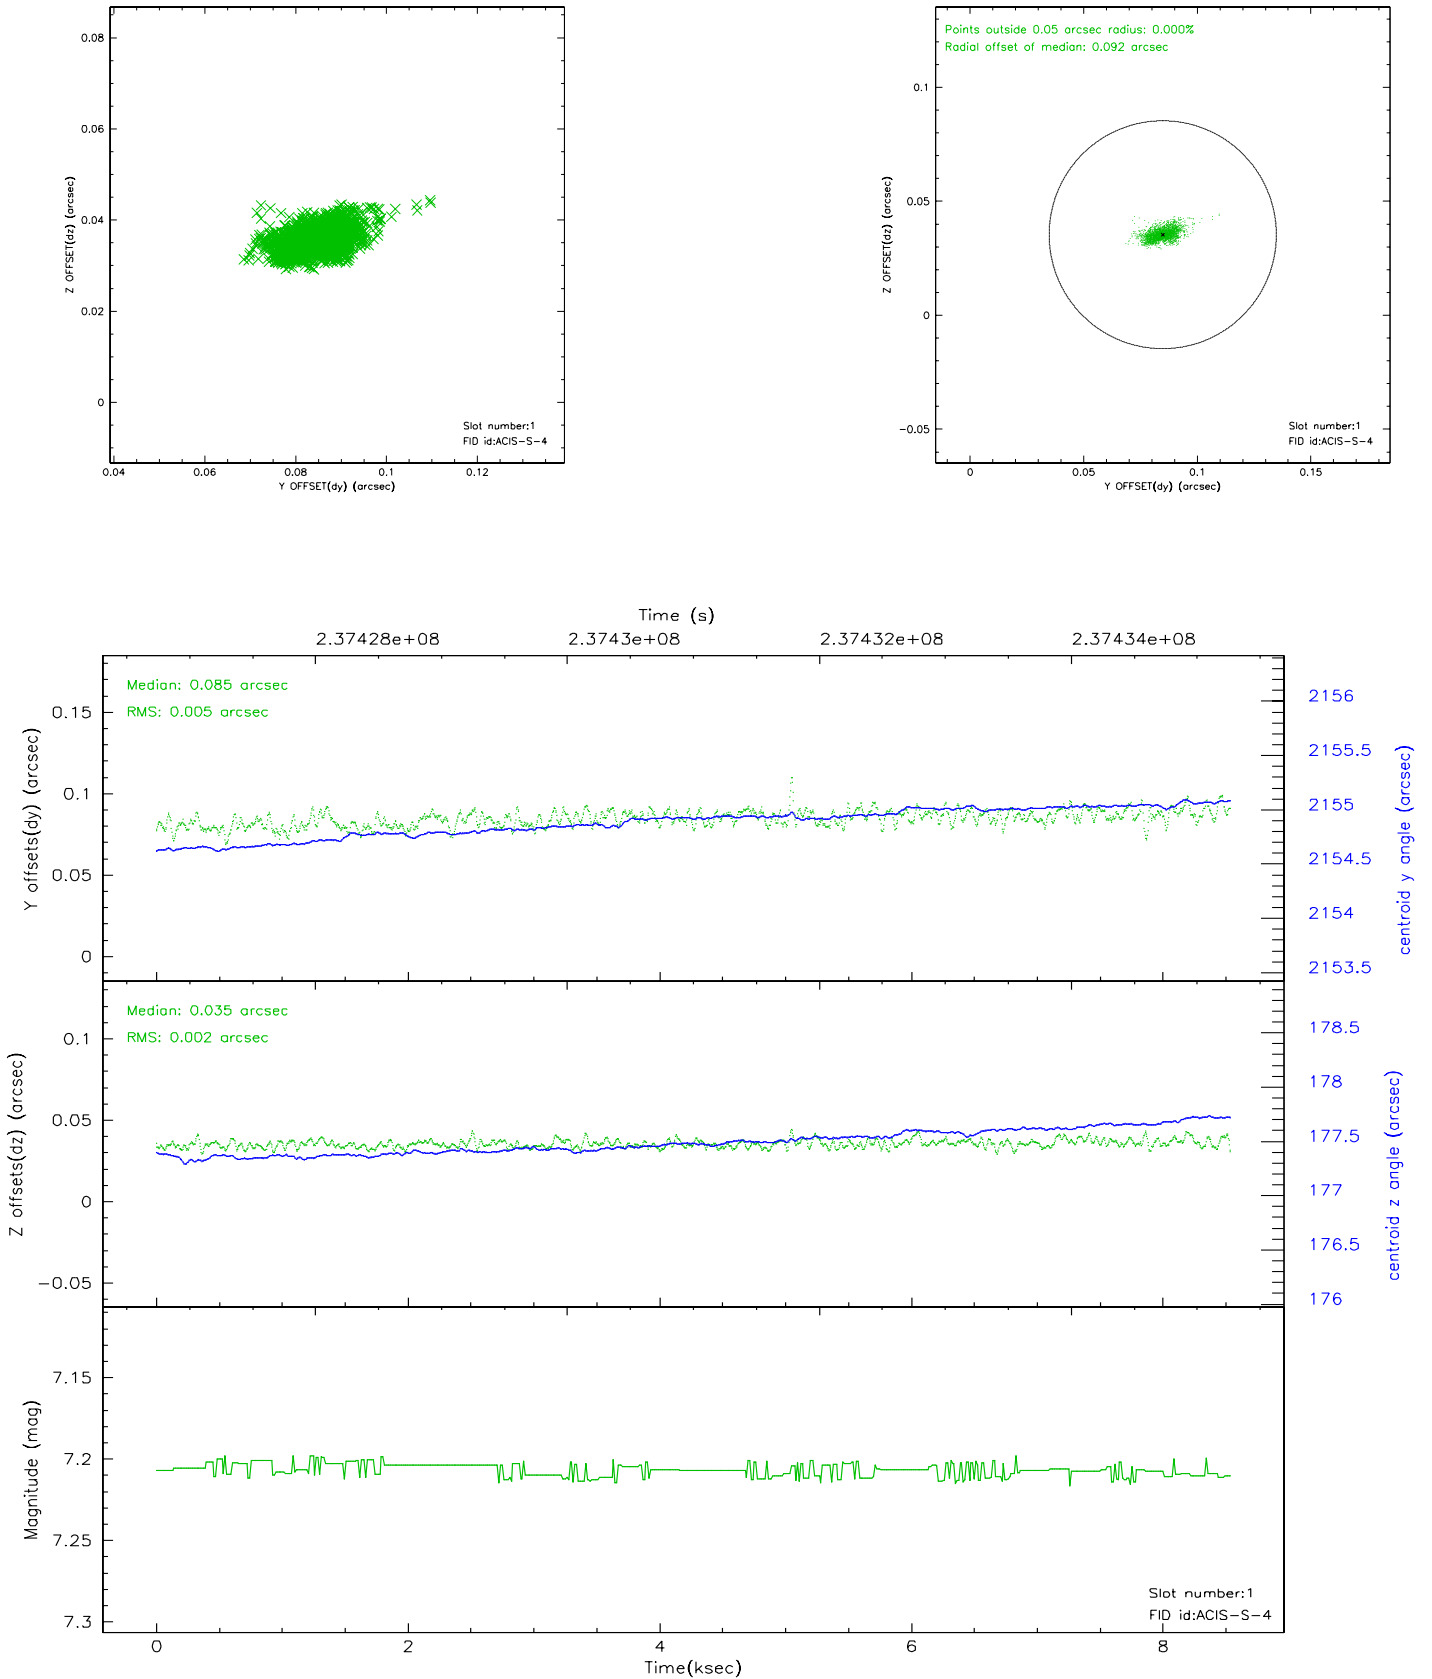 0.08
0.06
0.04
0.02
0
Z OFFSET(dz) (arcsec)
0.04
0.06
0.08
0.1
0.12
Y OFFSET(dy) (arcsec)
Slot number:1
FID id:ACIS-S-4
Points outside 0.05 arcsec radius: 0.000%
Radial offset of median: 0.092 arcsec
0.1
0.05
0
-0.05
Z OFFSET(dz) (arcsec)
0
0.05
0.1
0.15
Y OFFSET(dy) (arcsec)
Slot number:1
FID id:ACIS-S-4
Time (s)
2.37428e+08
2.3743e+08
2.37432e+08
2.37434e+08
Median: 0.085 arcsec
RMS: 0.005 arcsec
0.15
0.1
0.05
0
Y offsets(dy) (arcsec)
2156
2155.5
2155
2154.5
2154
2153.5
centroid y angle (arcsec)
Median: 0.035 arcsec
RMS: 0.002 arcsec
0.1
0.05
0
-0.05
Z offsets(dz) (arcsec)
178.5
178
177.5
177
176.5
176
centroid z angle (arcsec)
7.15
7.2
7.25
7.3
Magnitude (mag)
Slot number:1
FID id:ACIS-S-4
0
2
4
6
8
Time(ksec)